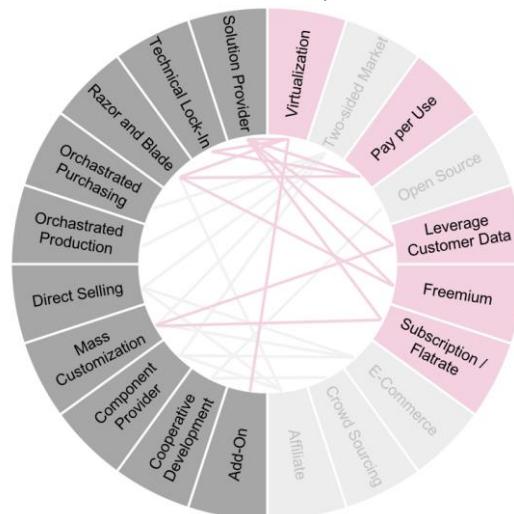 Virtualization
Two-sided Market
Pay per Use
Open Source
Leverage
Customer Data
Freemium
Subscription /
Flatrate
E-Commerce
Crowd Sourcing
Affiliate
Add-On
Cooperative
Development
Component
Provider
Mass
Customization
Direct Selling
Orchastrated
Production
Orchastrated
Purchasing
Razor and Blade
Technical Lock-In
Solution Provider